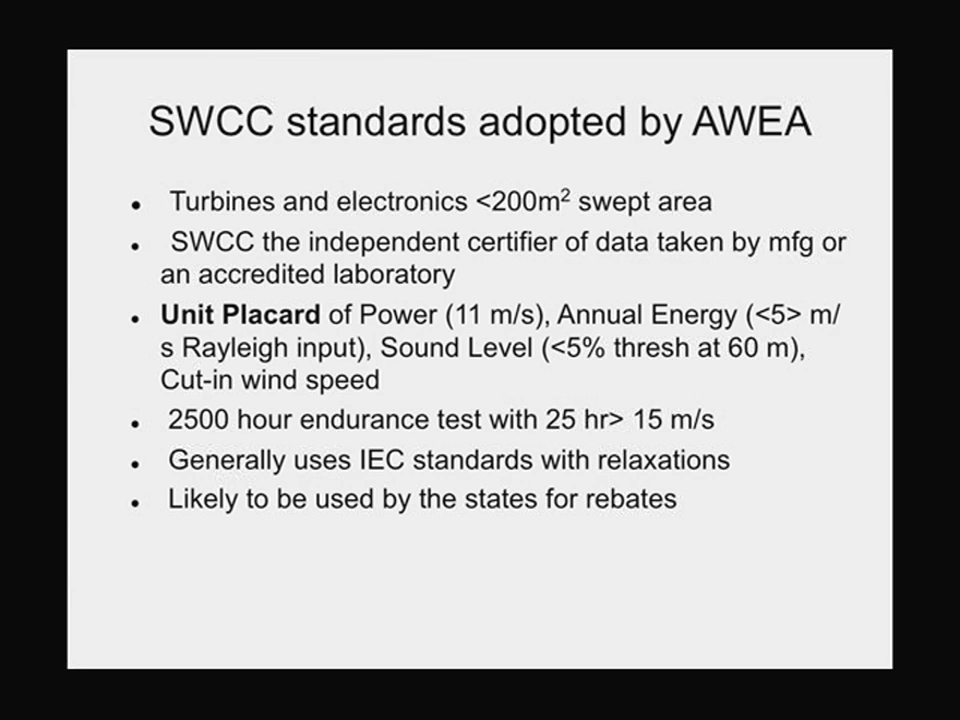 SWCC standards adopted by AWEA
• Turbines and electronics <200m² swept area
• SWCC the independent certifier of data taken by mfg or
an accredited laboratory
• Unit Placard of Power (11 m/s), Annual Energy (<5> m/
s Rayleigh input), Sound Level (<5% thresh at 60 m),
Cut-in wind speed
• 2500 hour endurance test with 25 hr> 15 m/s
• Generally uses IEC standards with relaxations
• Likely to be used by the states for rebates